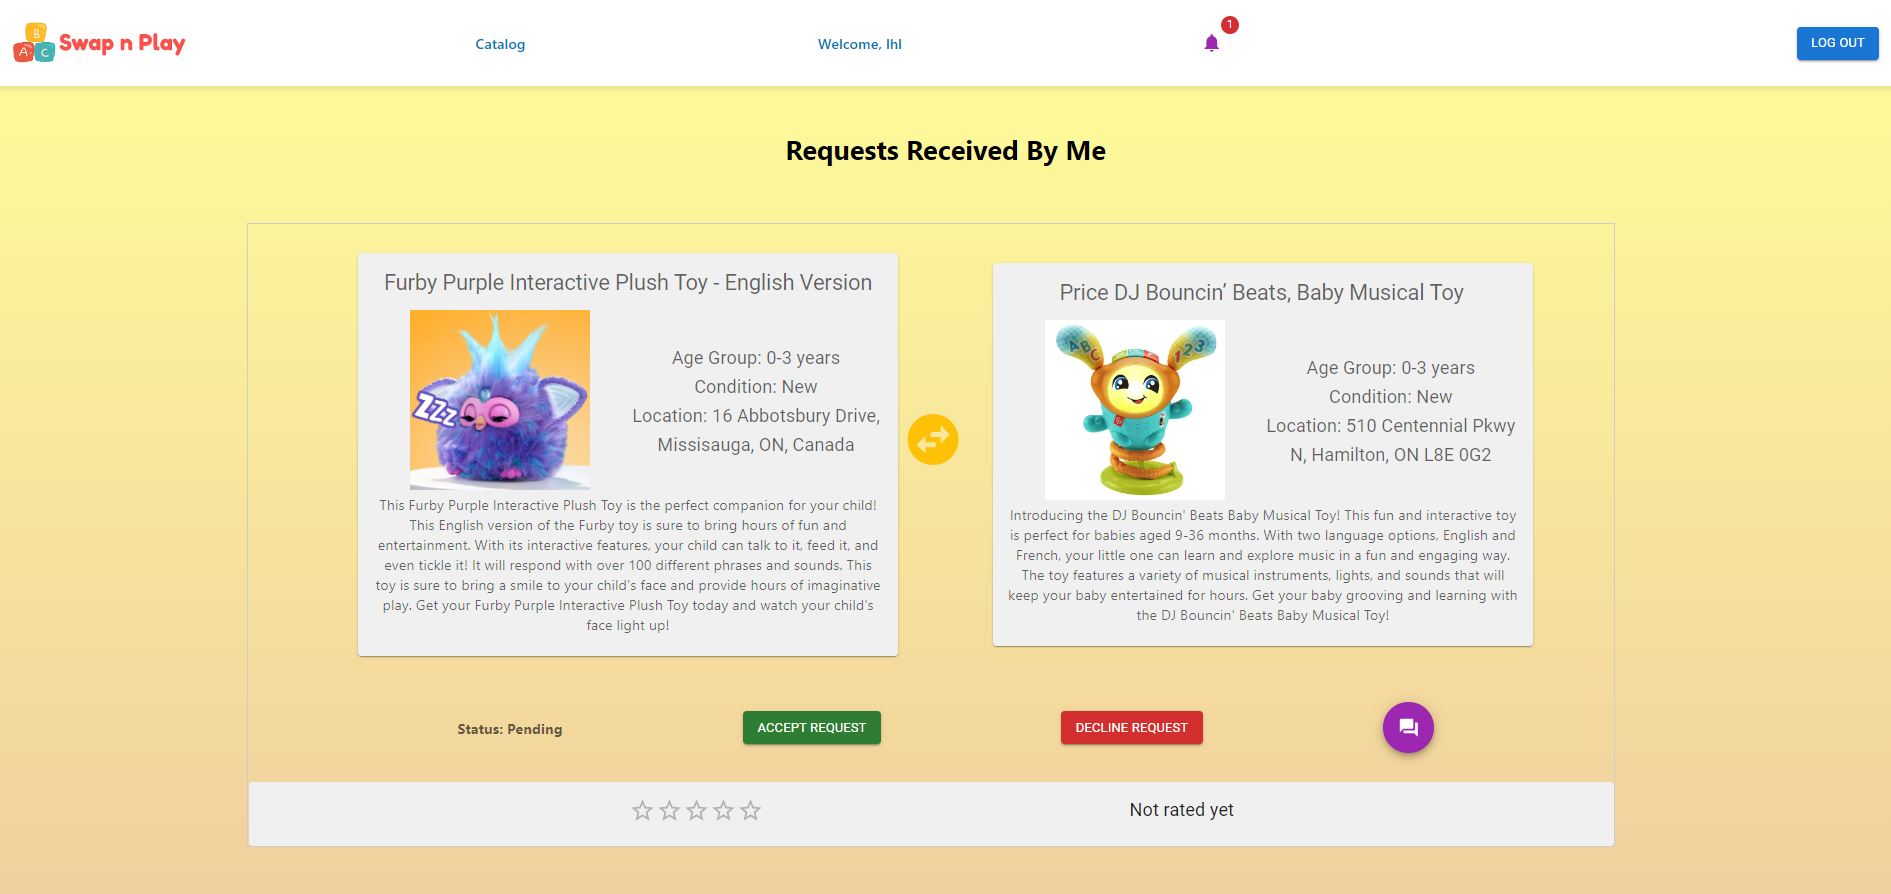 B
A C
Swap n Play
Catalog
Welcome, lhl
1
LOG OUT
Requests Received By Me
Furby Purple Interactive Plush Toy - English Version
ZZZ
Age Group: 0-3 years
Condition: New
Location: 16 Abbotsbury Drive,
Missisauga, ON, Canada
This Furby Purple Interactive Plush Toy is the perfect companion for your child!
This English version of the Furby toy is sure to bring hours of fun and
entertainment. With its interactive features, your child can talk to it, feed it, and
even tickle it! It will respond with over 100 different phrases and sounds. This
toy is sure to bring a smile to your child's face and provide hours of imaginative
play. Get your Furby Purple Interactive Plush Toy today and watch your child's
face light up!
Price DJ Bouncin’ Beats, Baby Musical Toy
ABC
123
Age Group: 0-3 years
Condition: New
Location: 510 Centennial Pkwy
N, Hamilton, ON L8E 0G2
Introducing the DJ Bouncin' Beats Baby Musical Toy! This fun and interactive toy
is perfect for babies aged 9-36 months. With two language options, English and
French, your little one can learn and explore music in a fun and engaging way.
The toy features a variety of musical instruments, lights, and sounds that will
keep your baby entertained for hours. Get your baby grooving and learning with
the DJ Bouncin' Beats Baby Musical Toy!
Status: Pending
ACCEPT REQUEST
DECLINE REQUEST
Not rated yet